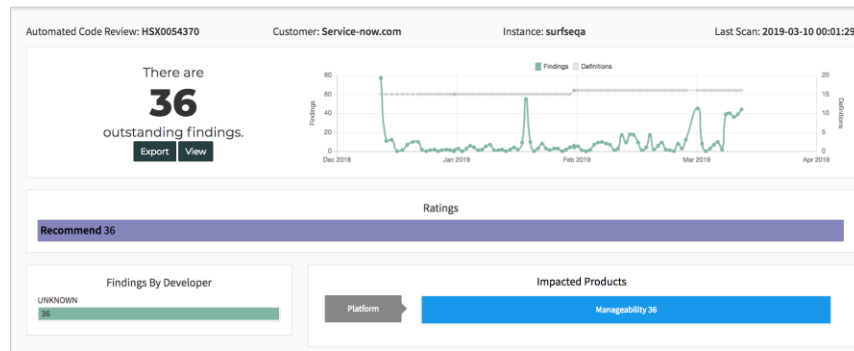 Automated Code Review: HSX0054370 Customer: Service-now.com Instance: surfseqa Last Scan: 2019-03-10 00:01:29
There are
36
outstanding findings.
Export View
Findings Definitions
80 20
60 15
40 10
20 5
0 0
Findings
Definitions
Dec 2018 Jan 2019 Feb 2019 Mar 2019 Apr 2019
Ratings
Recommend 36
Findings By Developer
UNKNOWN
36
Impacted Products
Platform Manageability 36